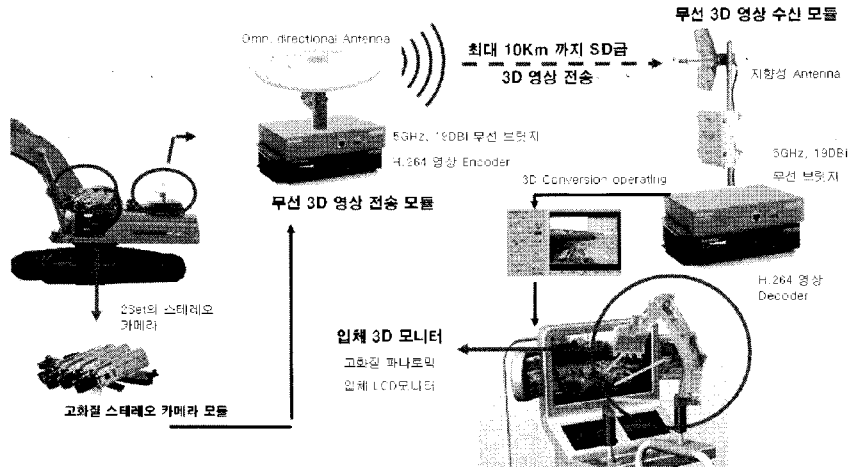 무선 3D 영상 수신 모듈
Omni directional Antenna
최대 10Km 까지 SD급
3D 영상 전송
지향성 Antenna
5GHz, 19DBi 무선 브릿지
H.264 영상 Encoder
5GHz, 19DBi
무선 브릿지
3D Conversion operating
무선 3D 영상 전송 모듈
H.264 영상
Decoder
2Set의 스테레오
카메라
입체 3D 모니터
고화질 파나로믹
입체 LCD모니터
고화질 스테레오 카메라 모듈